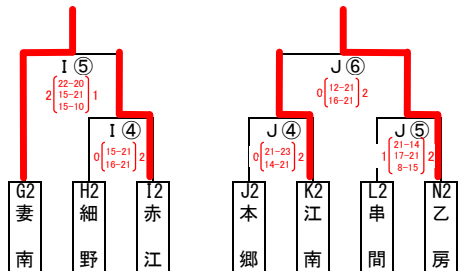 I⑤
J⑥
2 22-20 1
15-21
15-10
0 12-21 2
16-21
I④
J④
J⑤
0 15-21 2
16-21
0 21-23 2
14-21
1 21-14 2
17-21
8-15
G2 H2 I2 J2 K2 L2 N2
妻南
細野
赤江
本郷
江南
串間
乙房